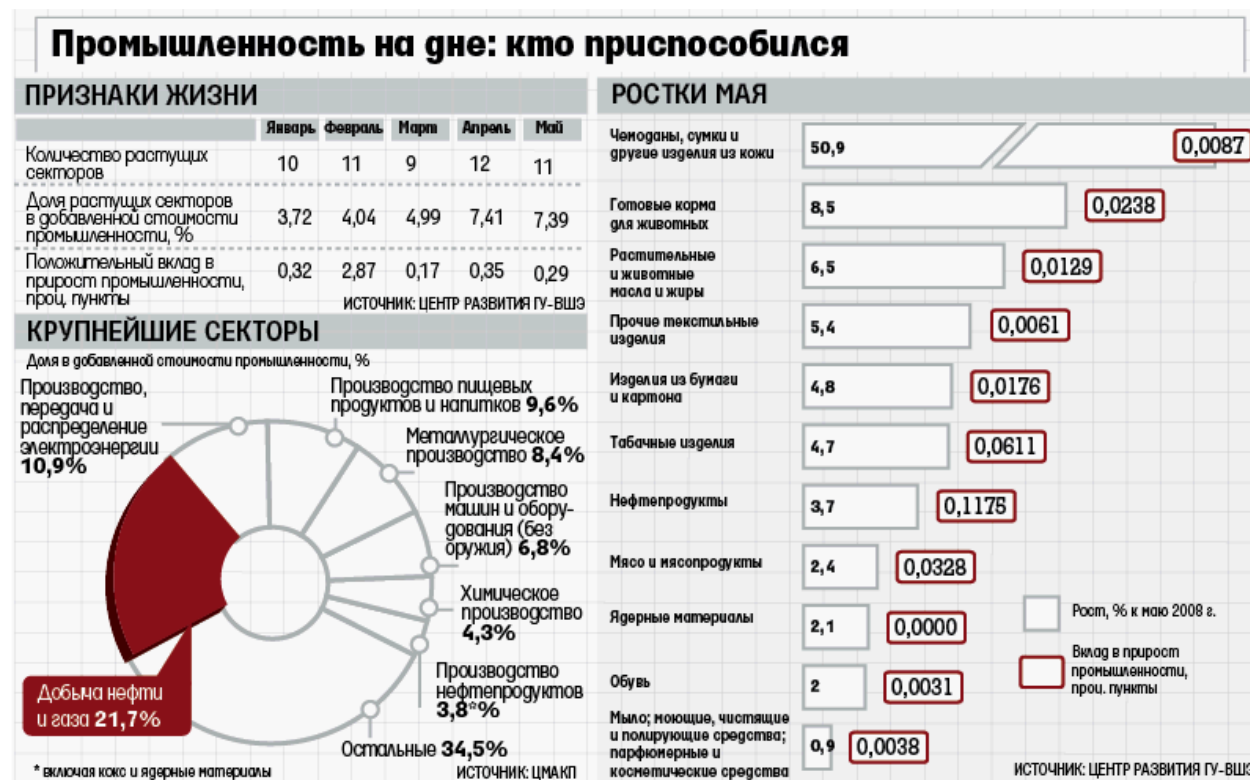 Промышленность на дне: кто приспособился
ПРИЗНАКИ ЖИЗНИ
Январь Февраль Март Апрель Май
Количество растущих
секторов
10 11 9 12 11
Доля растущих секторов
в добавленной стоимости
промышленности, %
3,72 4,04 4,99 7,41 7,39
Положительный вклад в
прирост промышленности,
проц. пункты
0,32 2,87 0,17 0,35 0,29
ИСТОЧНИК: ЦЕНТР РАЗВИТИЯ ГУ-ВШЭ
КРУПНЕЙШИЕ СЕКТОРЫ
Доля в добавленной стоимости промышленности, %
Производство,
передача и
распределение
электроэнергии
10,9%
Производство пищевых
продуктов и напитков 9,6%
Металлургическое
производство 8,4%
Производство
машин и обору-
дования (без
оружия) 6,8%
Химическое
производство
4,3%
Производство
нефтепродуктов
3,8*%
Остальные 34,5%
Добыча нефти
и газа 21,7%
* включая кокс и ядерные материалы
ИСТОЧНИК: ЦМАКП
РОСТКИ МАЯ
Чемоданы, сумки и
другие изделия из кожи
50,9
0,0087
Готовые корма
для животных
8,5
0,0238
Растительные
и животные
масла и жиры
6,5
0,0129
Прочие текстильные
изделия
5,4
0,0061
Изделия из бумаги
и картона
4,8
0,0176
Табачные изделия
4,7
0,0611
Нефтепродукты
3,7
0,1175
Мясо и мясопродукты
2,4
0,0328
Ядерные материалы
2,1
0,0000
Обувь
2
0,0031
Мыло; моющие, чистящие
и полирующие средства;
парфюмерные и
косметические средства
0,9
0,0038
Рост, % к маю 2008 г.
Вклад в прирост
промышленности,
проц. пункты
ИСТОЧНИК: ЦЕНТР РАЗВИТИЯ ГУ-ВШЭ